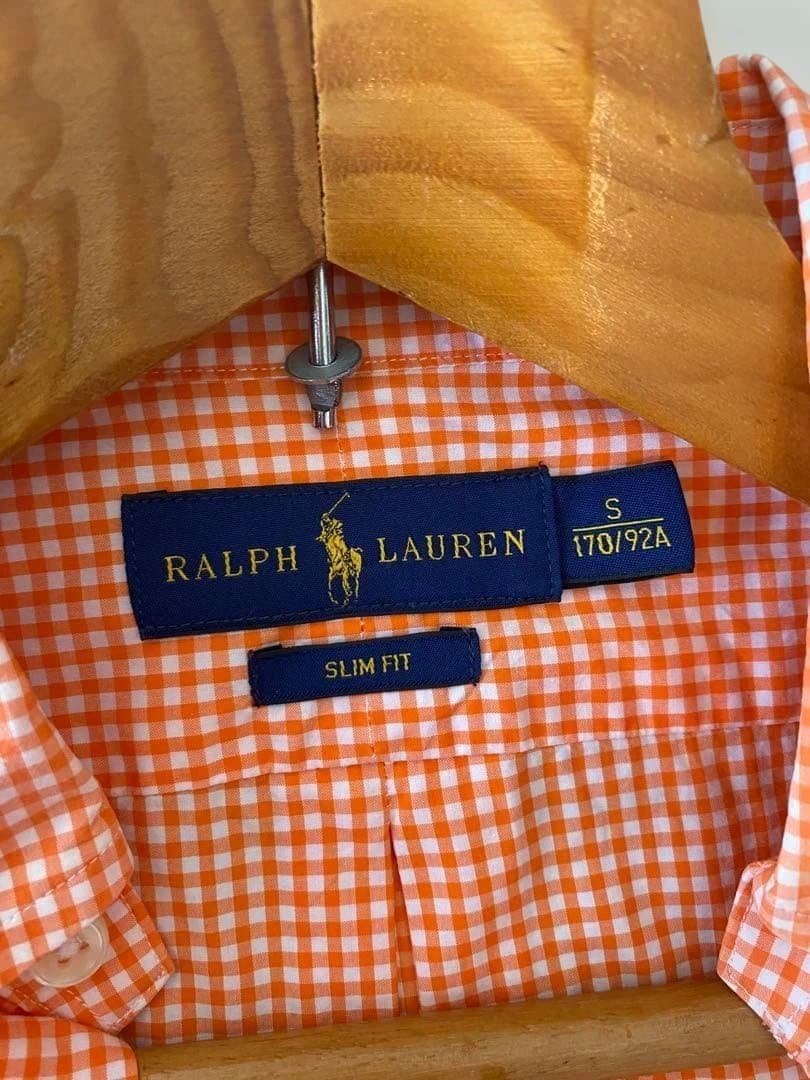 RALPH LAUREN
S
170/92A
SLIM FIT